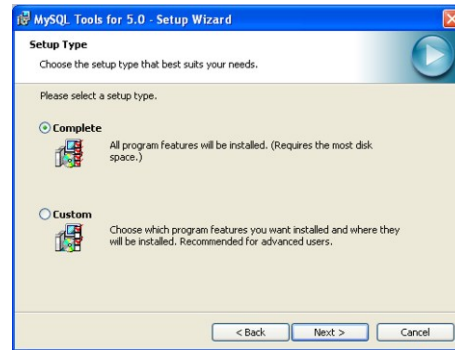 MySQL Tools for 5.0 - Setup Wizard
Setup Type
Choose the setup type that best suits your needs.
Please select a setup type.
Complete
All program features will be installed. (Requires the most disk
space.)
Custom
Choose which program features you want installed and where they
will be installed. Recommended for advanced users.
< Back Next > Cancel